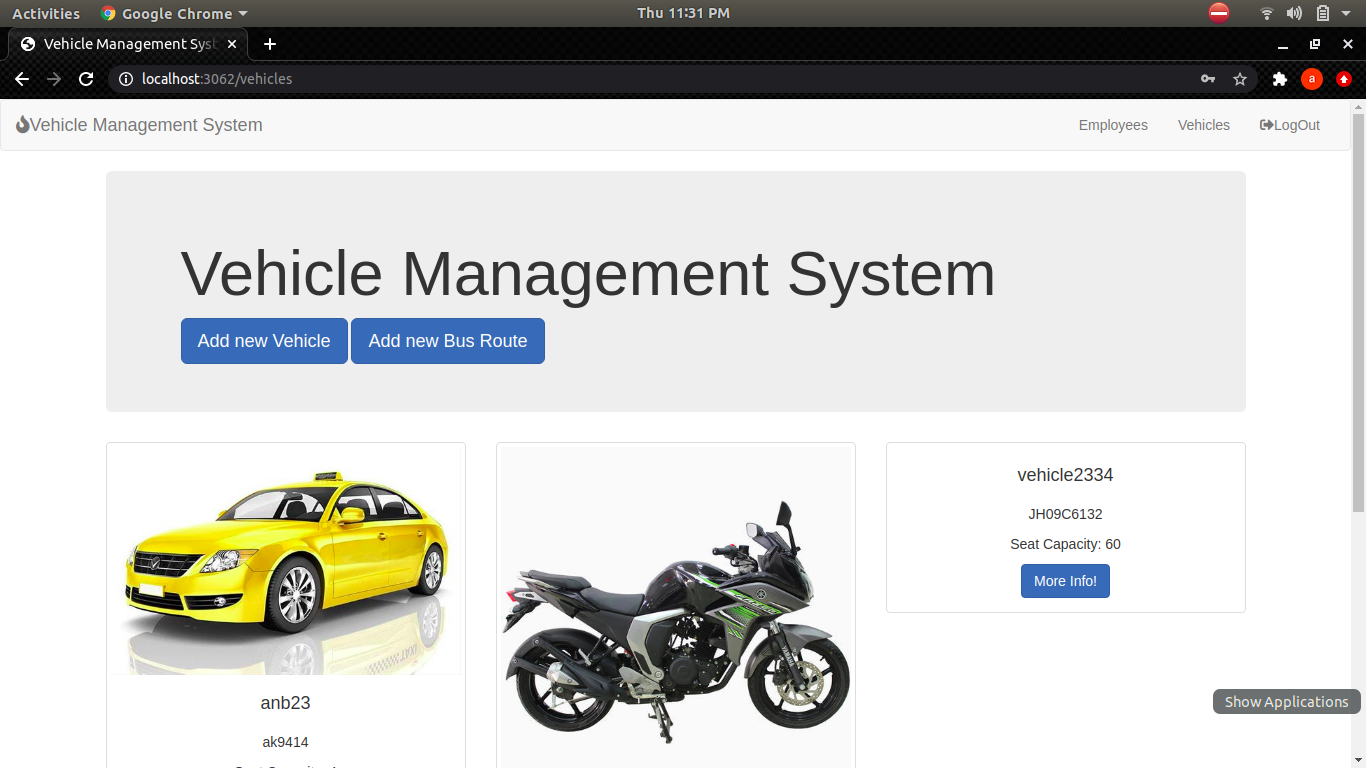 Activities Google Chrome Thu 11:31 PM
Vehicle Management Syst
localhost:3062/vehicles a
Vehicle Management System Employees Vehicles LogOut
Vehicle Management System
Add new Vehicle Add new Bus Route
vehicle2334
JH09C6132
Seat Capacity: 60
More Info!
anb23
ak9414
Show Applications
TAXI
YAMAHA